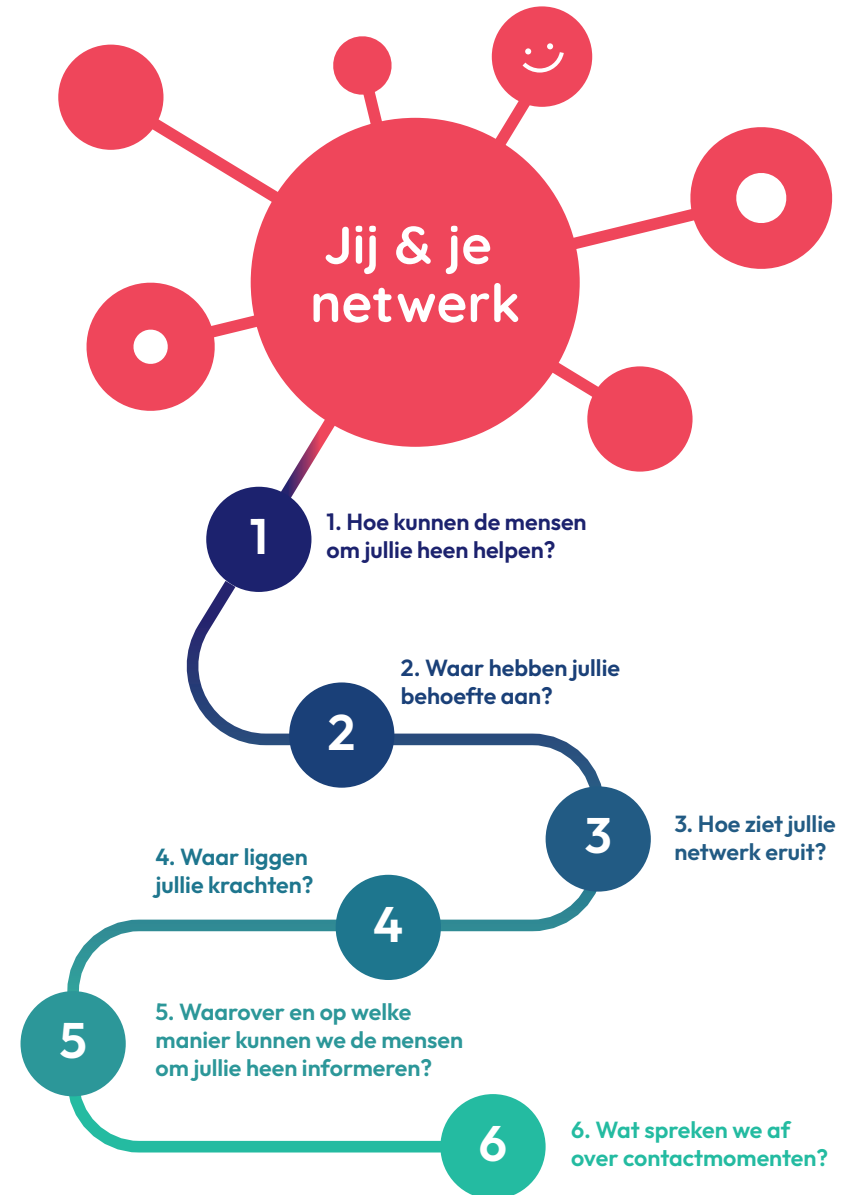 Jij & je
netwerk
1
1. Hoe kunnen de mensen
om jullie heen helpen?
2. Waar hebben jullie
behoefte aan?
2
3
3. Hoe ziet jullie
netwerk eruit?
4. Waar liggen
jullie krachten?
4
5
5. Waarover en op welke
manier kunnen we de mensen
om jullie heen informeren?
6
6. Wat spreken we af
over contactmomenten?